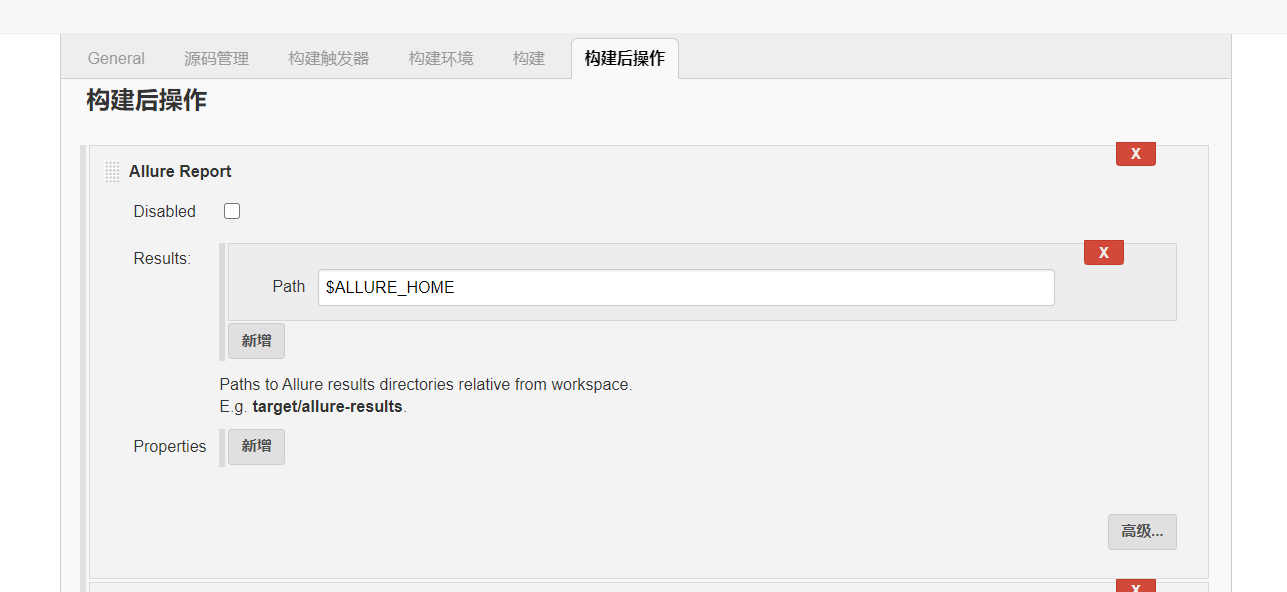 General 源码管理 构建触发器 构建环境 构建 构建后操作
构建后操作
X
Allure Report
Disabled
X
Results:
Path $ALLURE_HOME
新增
Paths to Allure results directories relative from workspace.
E.g. target/allure-results.
Properties 新增
高级...
X